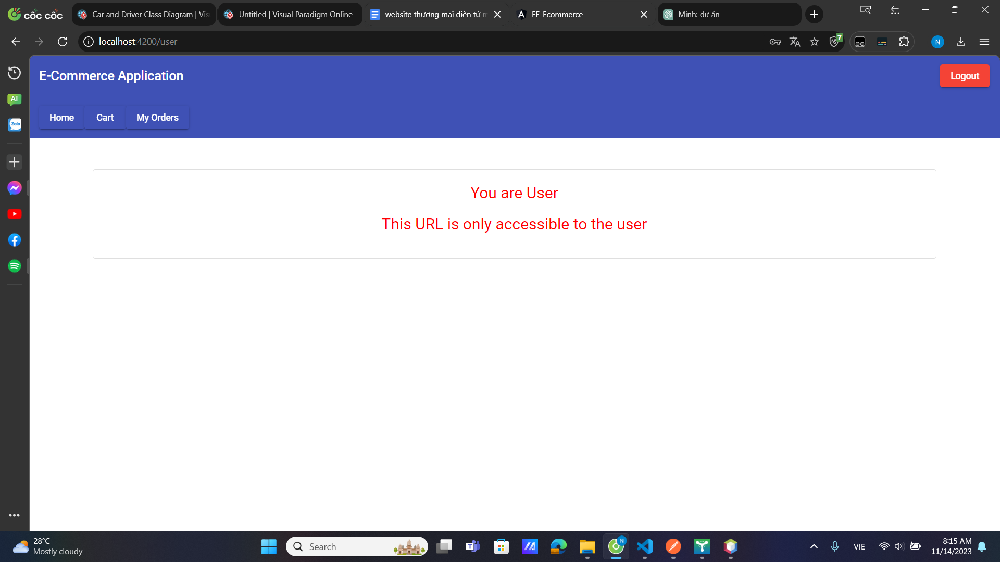 cốc cốc
Car and Driver Class Diagram | Vis
Untitled | Visual Paradigm Online
website thương mại điện tử m
FE-Ecommerce
Minh: dự án
localhost:4200/user
7
N
E-Commerce Application
Logout
AI
Zalo
Home
Cart
My Orders
You are User
This URL is only accessible to the user
28°C
Mostly cloudy
Search
T
N
VIE
8:15 AM
11/14/2023